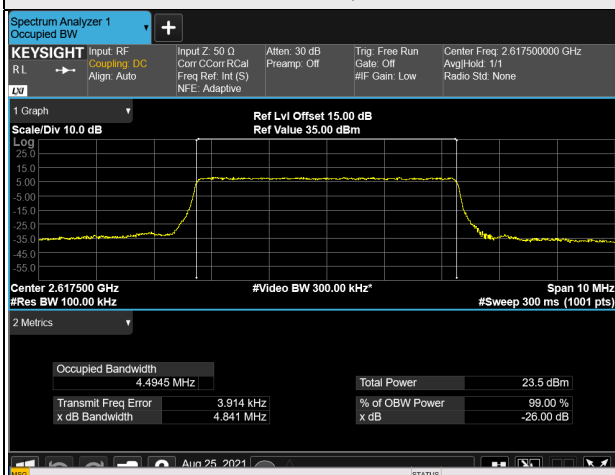 Spectrum Analyzer 1
Occupied BW
+
KEYSIGHT Input: RF Input Z: 50 Ω Atten: 30 dB Trig: Free Run Center Freq: 2.617500000 GHz
R L Coupling: DC Corr CCorr RCal Preamp: Off Gate: Off Avg|Hold: 1/1
Align: Auto Freq Ref: Int (S) #IF Gain: Low Radio Std: None
LXI NFE: Adaptive
1 Graph Ref Lvl Offset 15.00 dB
Scale/Div 10.0 dB Ref Value 35.00 dBm
Log
25.0
15.0
5.00
-5.00
-15.0
-25.0
-35.0
-45.0
-55.0
Center 2.617500 GHz #Video BW 300.00 kHz* Span 10 MHz
#Res BW 100.00 kHz #Sweep 300 ms (1001 pts)
2 Metrics
Occupied Bandwidth
4.4945 MHz Total Power 23.5 dBm
Transmit Freq Error 3.914 kHz % of OBW Power 99.00 %
x dB Bandwidth 4.841 MHz x dB -26.00 dB
Aug 25, 2021
MSG STATUS